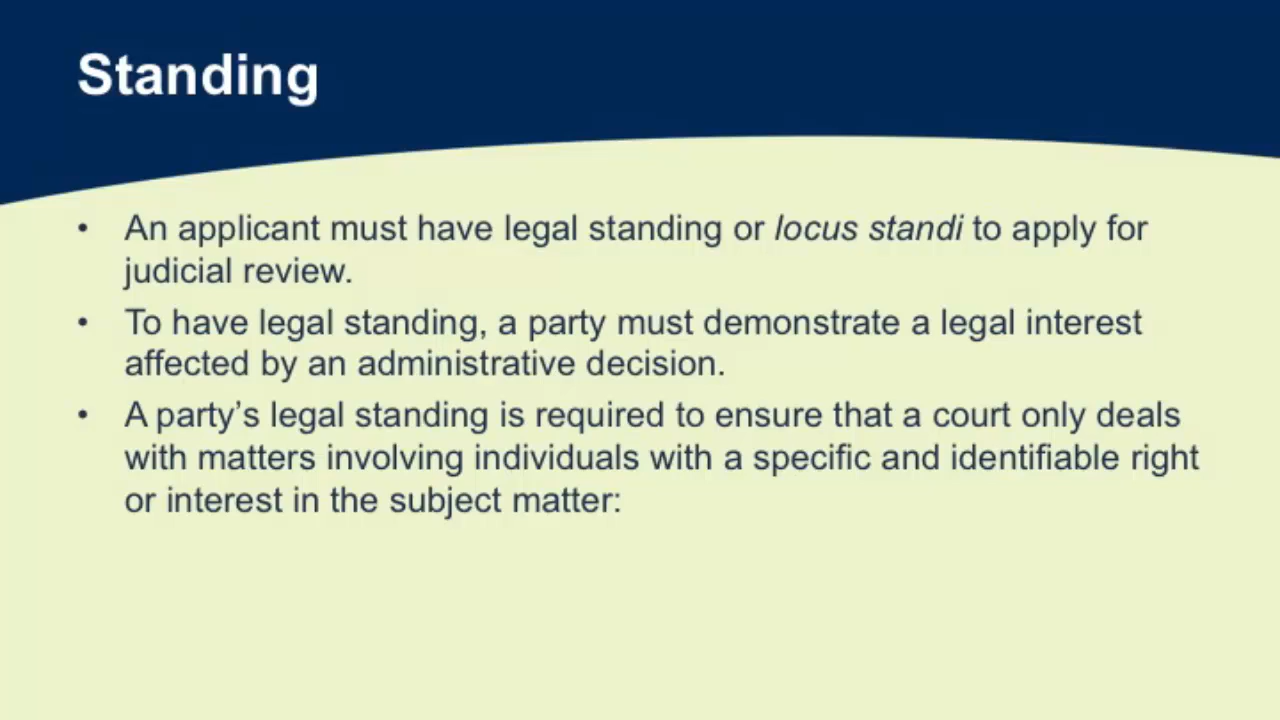 Standing
• An applicant must have legal standing or locus standi to apply for
judicial review.
• To have legal standing, a party must demonstrate a legal interest
affected by an administrative decision.
• A party’s legal standing is required to ensure that a court only deals
with matters involving individuals with a specific and identifiable right
or interest in the subject matter: